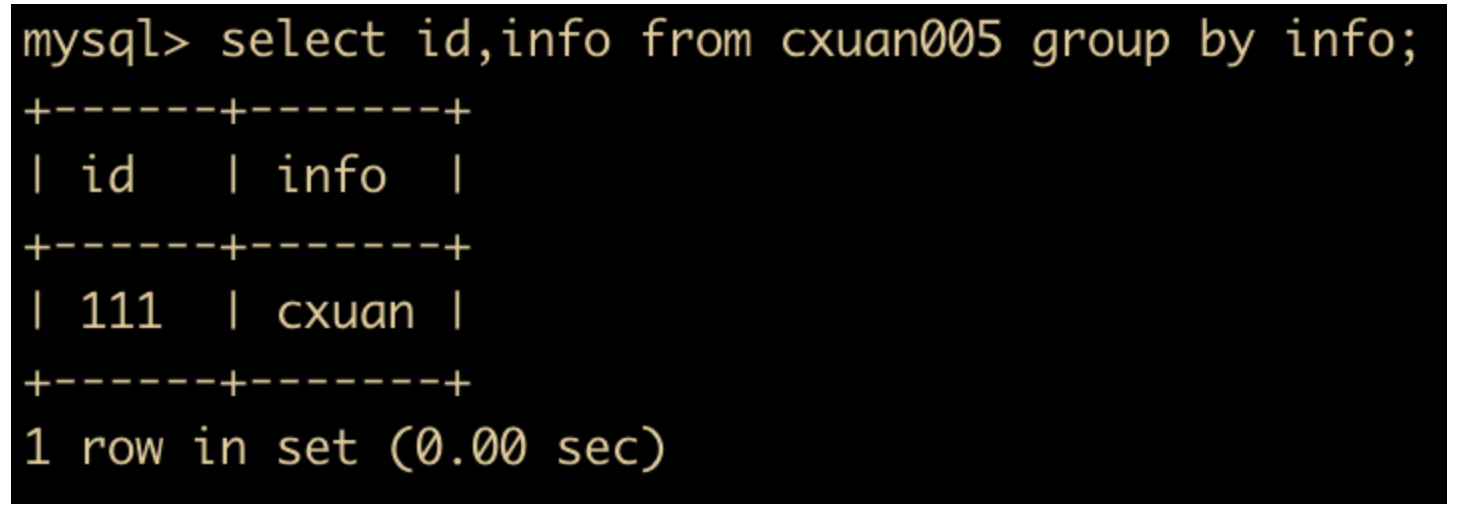 mysql> select id,info from cxuan005 group by info;
+------+-------+
| id   | info  |
+------+-------+
| 111  | cxuan |
+------+-------+
1 row in set (0.00 sec)